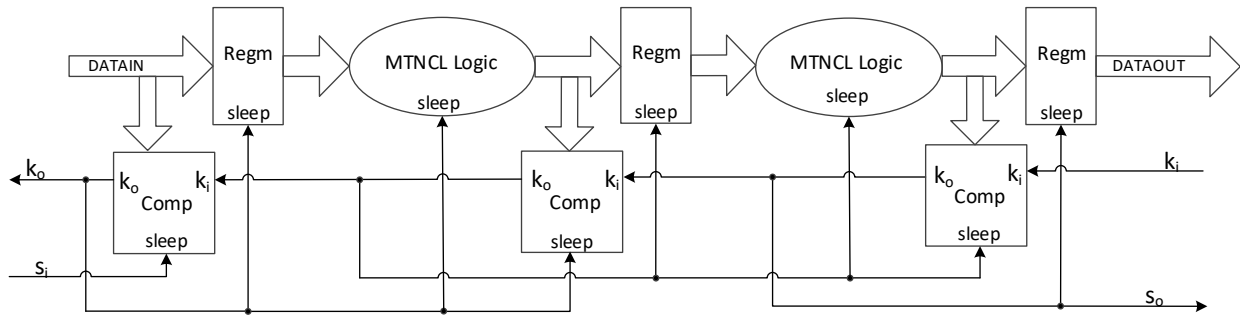 DATAIN
Regm
sleep
MTNCL Logic
sleep
Regm
sleep
MTNCL Logic
sleep
Regm
sleep
DATAOUT
kₒ
kₒ kᵢ
Comp
sleep
kₒ kᵢ
Comp
sleep
kₒ kᵢ
Comp
sleep
kᵢ
sᵢ
sₒ